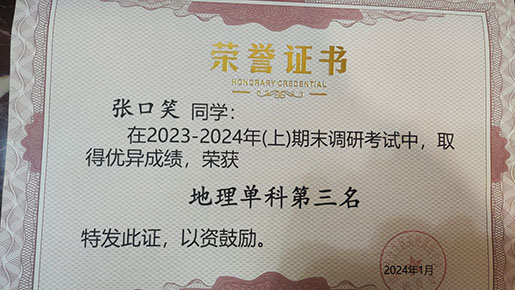 荣誉证书
HONORARY CREDENTIAL
张口笑 同学：
在2023-2024年(上)期末调研考试中，取
得优异成绩，荣获
地理单科第三名
特发此证，以资鼓励。
2024年1月